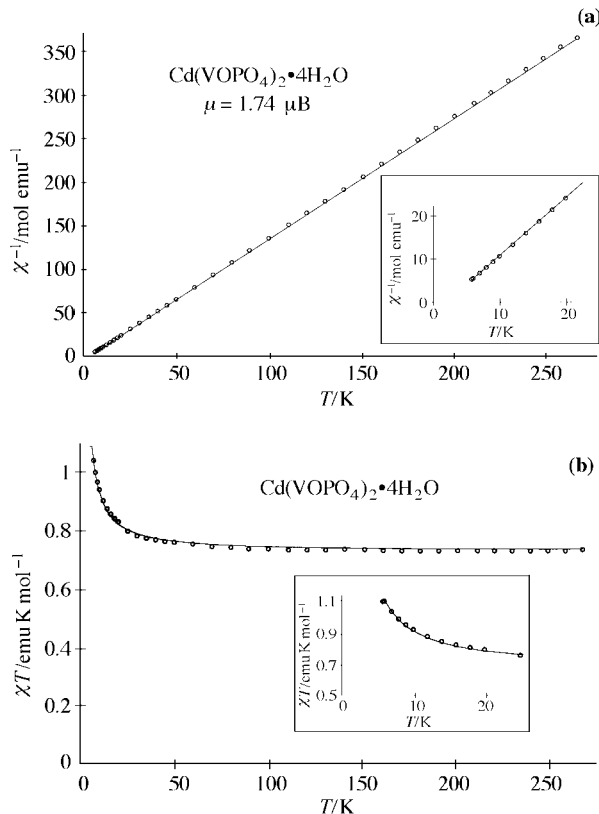 (a)
Cd(VOPO₄)₂•4H₂O
μ = 1.74 μB
χ⁻¹/mol emu⁻¹
350
300
250
200
150
100
50
0
50
100
150
200
250
T/K
χ⁻¹/mol emu⁻¹
20
10
0
0
10
20
T/K
(b)
Cd(VOPO₄)₂•4H₂O
χT/emu K mol⁻¹
1
0.8
0.6
0.4
0.2
0
0
50
100
150
200
250
T/K
χT/emu K mol⁻¹
1.1
0.9
0.7
0.5
0
10
20
T/K